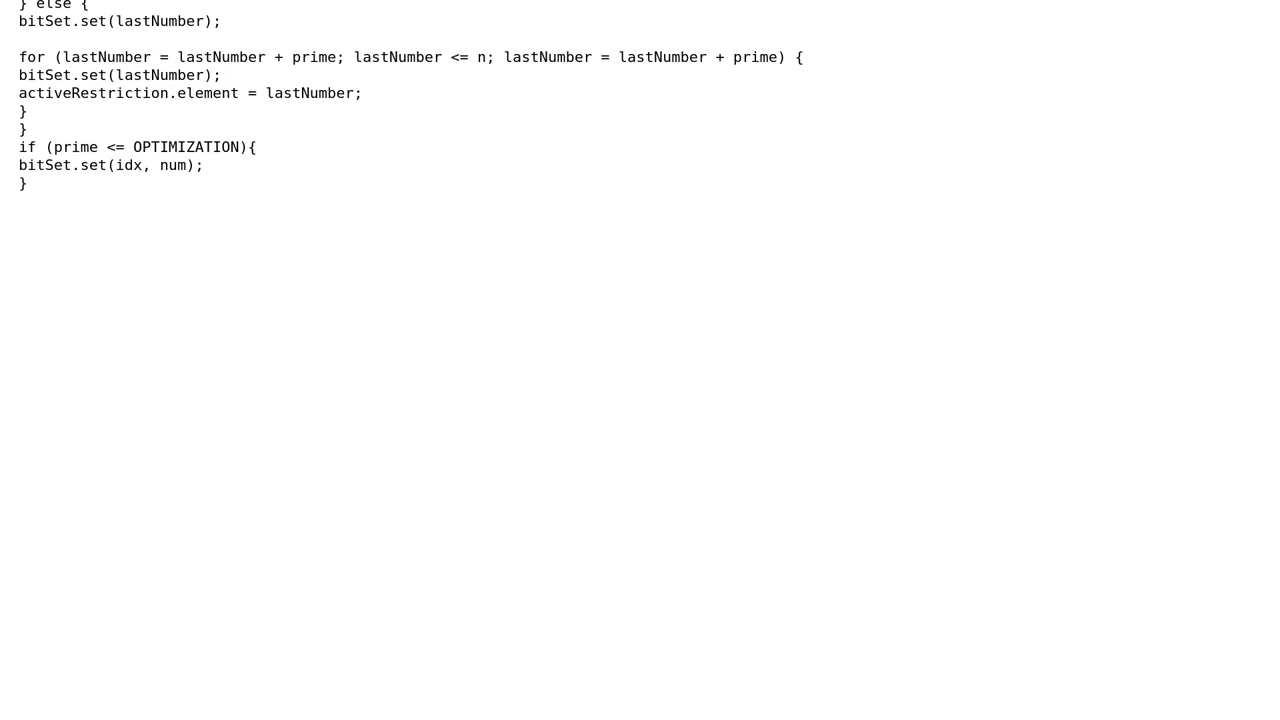 } else {
bitSet.set(lastNumber);

for (lastNumber = lastNumber + prime; lastNumber <= n; lastNumber = lastNumber + prime) {
bitSet.set(lastNumber);
activeRestriction.element = lastNumber;
}
}
if (prime <= OPTIMIZATION){
bitSet.set(idx, num);
}